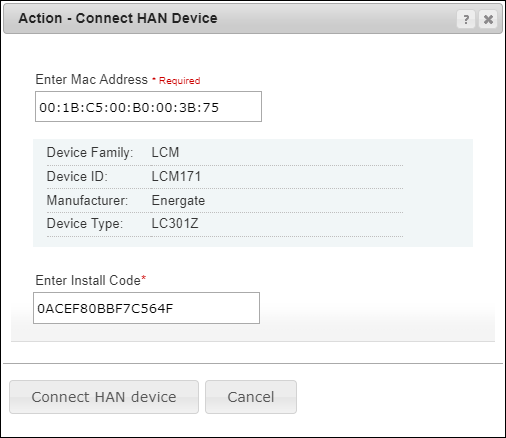 Action - Connect HAN Device
?
Enter Mac Address * Required
00:1B:C5:00:B0:00:3B:75
Device Family: LCM
Device ID: LCM171
Manufacturer: Energate
Device Type: LC301Z
Enter Install Code*
0ACEF80BBF7C564F
Connect HAN device Cancel